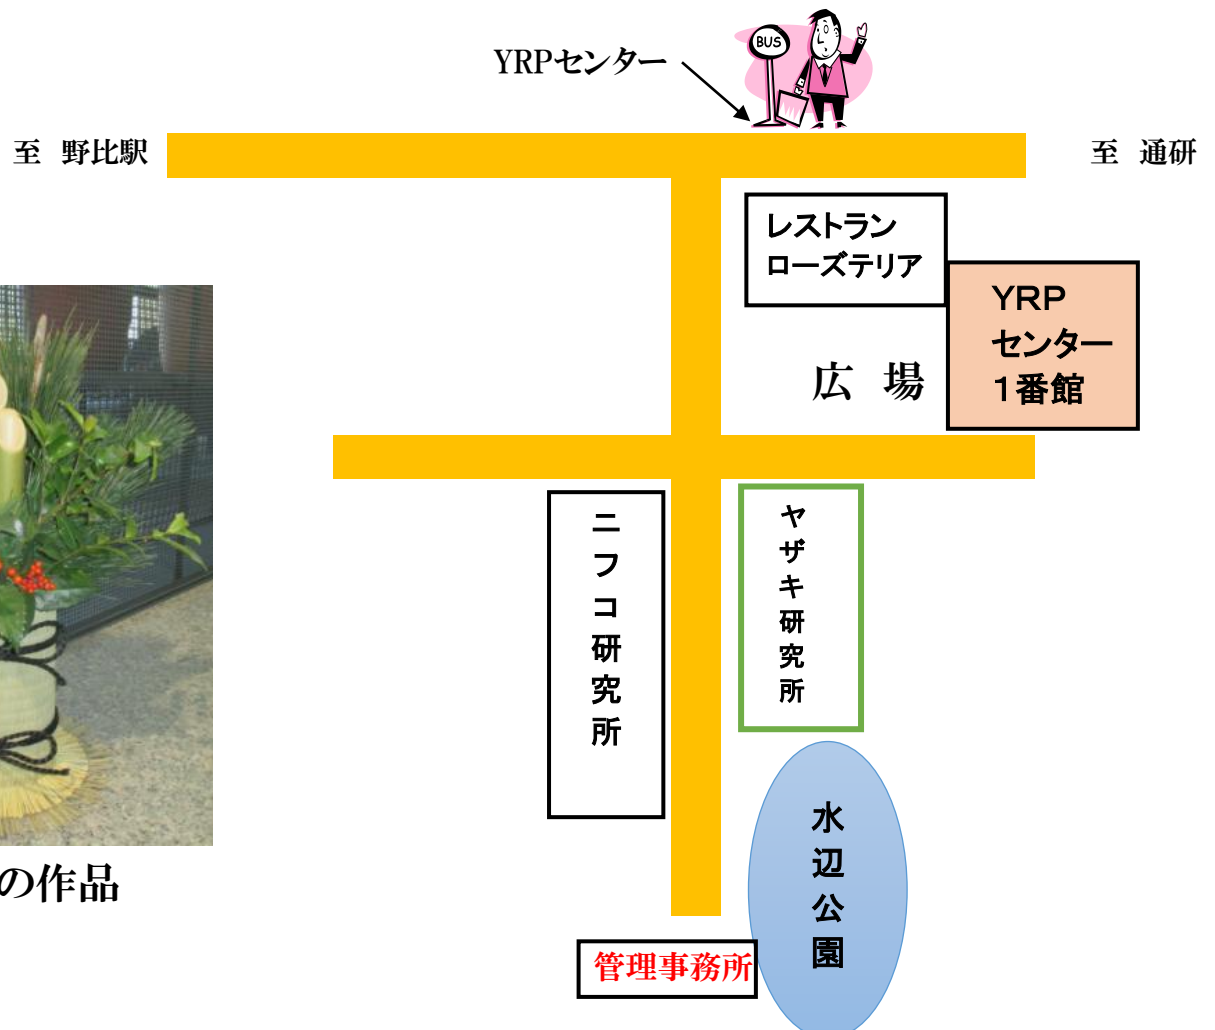 YRPセンター
BUS
至 野比駅
至 通研
レストラン
ローズテリア
YRP
センター
1番館
広 場
ニフコ研究所
ヤザキ研究所
水辺公園
の作品
管理事務所